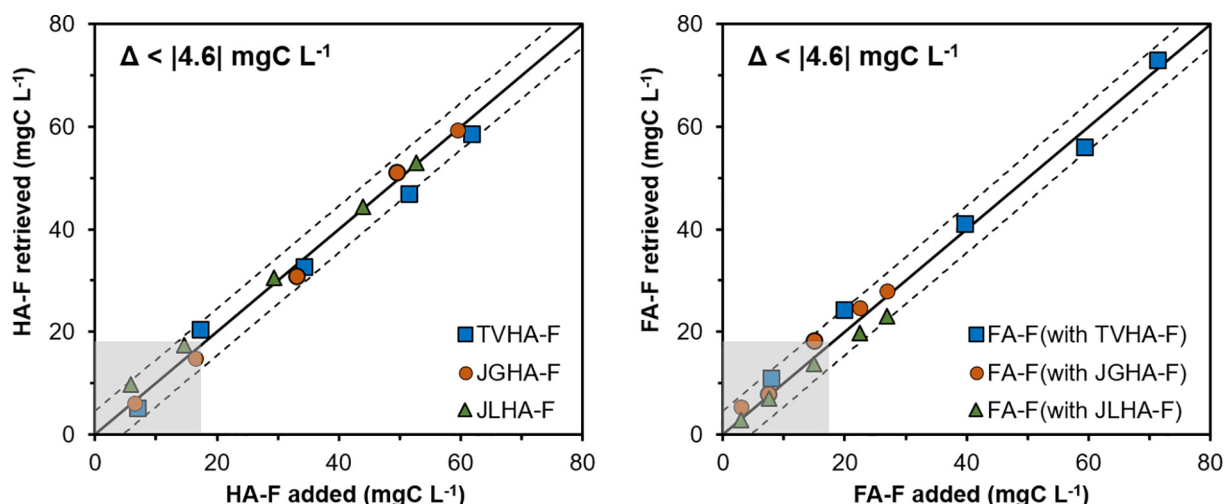 Δ < |4.6| mgC L-1
HA-F retrieved (mgC L-1)
80
60
40
20
0
TVHA-F
JGHA-F
JLHA-F
0 20 40 60 80
HA-F added (mgC L-1)
Δ < |4.6| mgC L-1
FA-F retrieved (mgC L-1)
80
60
40
20
0
FA-F(with TVHA-F)
FA-F(with JGHA-F)
FA-F(with JLHA-F)
0 20 40 60 80
FA-F added (mgC L-1)